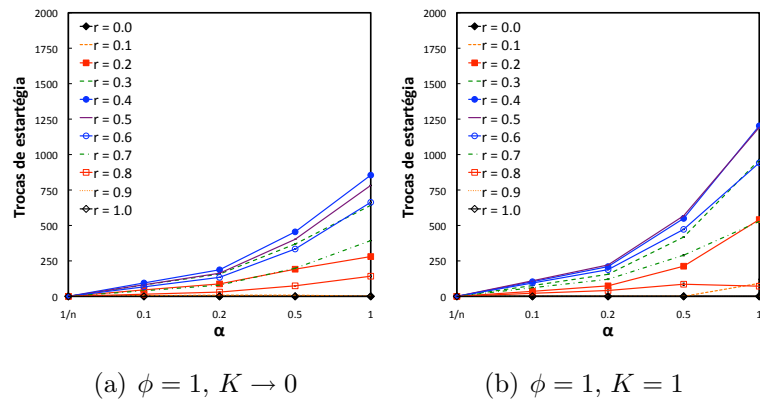 Trocas de estartégia
2000
1750
1500
1250
1000
750
500
250
0
r = 0.0
r = 0.1
r = 0.2
r = 0.3
r = 0.4
r = 0.5
r = 0.6
r = 0.7
r = 0.8
r = 0.9
r = 1.0
1/n 0.1 0.2 0.5 1
α
(a) ϕ = 1, K → 0
Trocas de estartégia
2000
1750
1500
1250
1000
750
500
250
0
r = 0.0
r = 0.1
r = 0.2
r = 0.3
r = 0.4
r = 0.5
r = 0.6
r = 0.7
r = 0.8
r = 0.9
r = 1.0
1/n 0.1 0.2 0.5 1
α
(b) ϕ = 1, K = 1